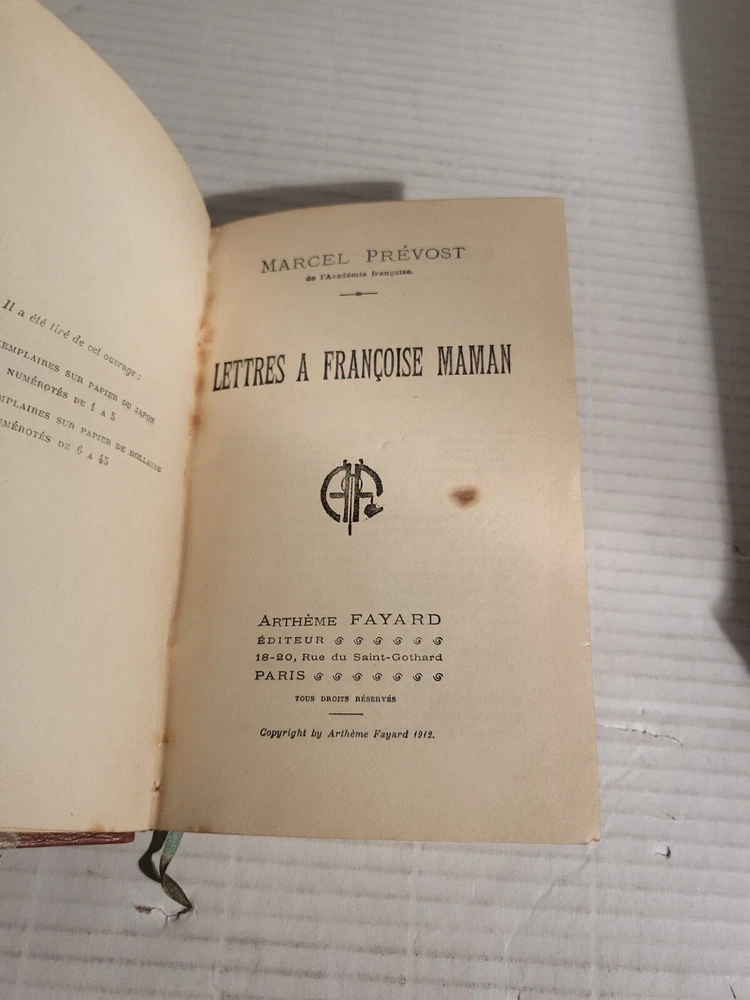 Il a été tiré de cet ouvrage :
EMPLAIRES SUR PAPIER DU JAPON
NUMÉROTÉS DE 1 A 5
MPLAIRES SUR PAPIER DE HOLLANDE
UMÉROTÉS DE 6 A 45
MARCEL PRÉVOST
de l'Académie française.
LETTRES A FRANÇOISE MAMAN
ARTHÈME FAYARD
ÉDITEUR
18-20, Rue du Saint-Gothard
PARIS
TOUS DROITS RÉSERVÉS
Copyright by Arthème Fayard 1912.